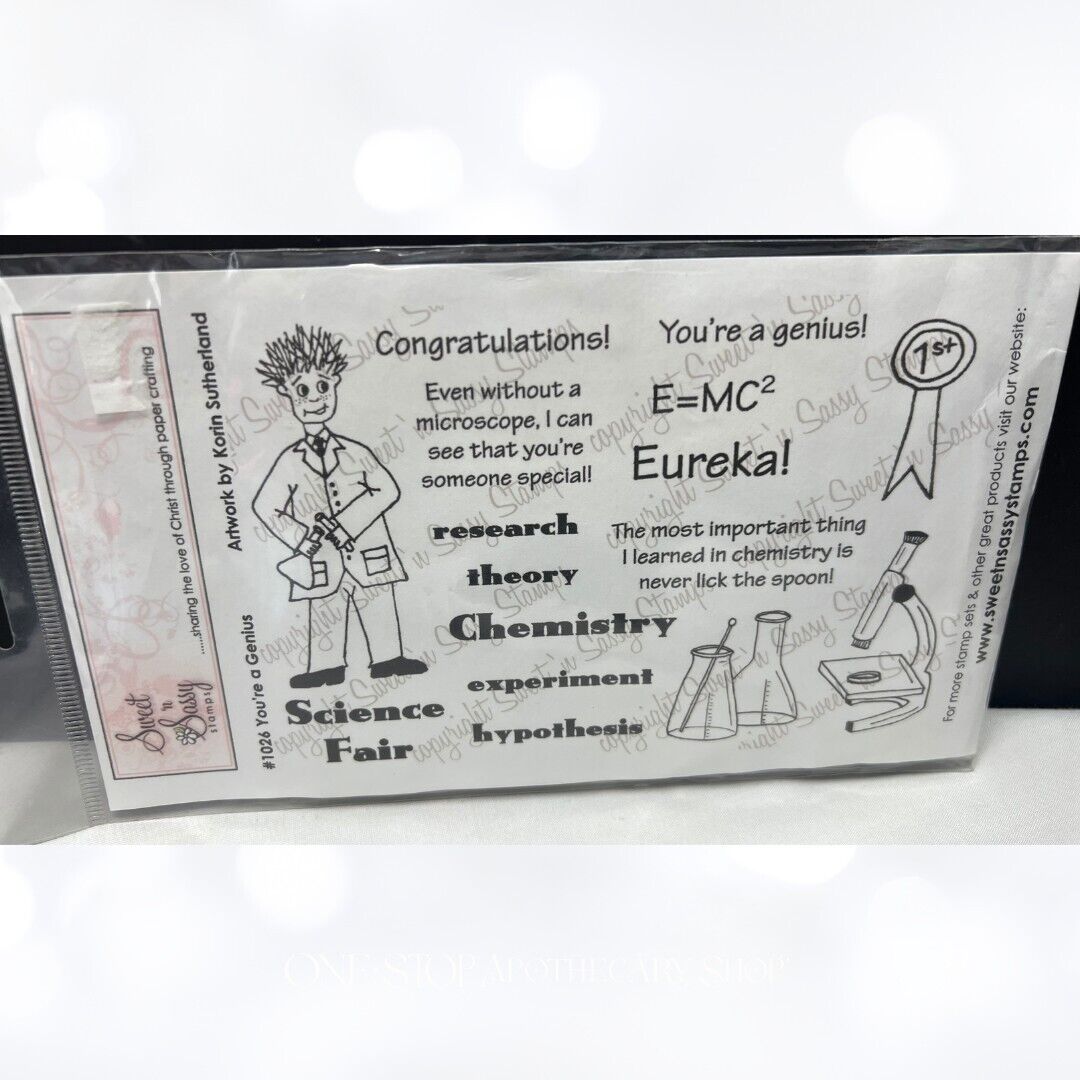 Sweet
'n
Sassy
stamps
......sharing the love of Christ through paper crafting
#1026 You're a Genius
Artwork by Korin Sutherland
Congratulations!
Even without a
microscope, I can
see that you're
someone special!
research
theory
Chemistry
experiment
hypothesis
Science
Fair
You're a genius!
E=MC²
Eureka!
The most important thing
I learned in chemistry is
never lick the spoon!
1st
For more stamp sets & other great products visit our website:
www.sweetnsassystamps.com
copyright Sweet 'n Sassy Stamps
ONE STOP APOTHECARY SHOP